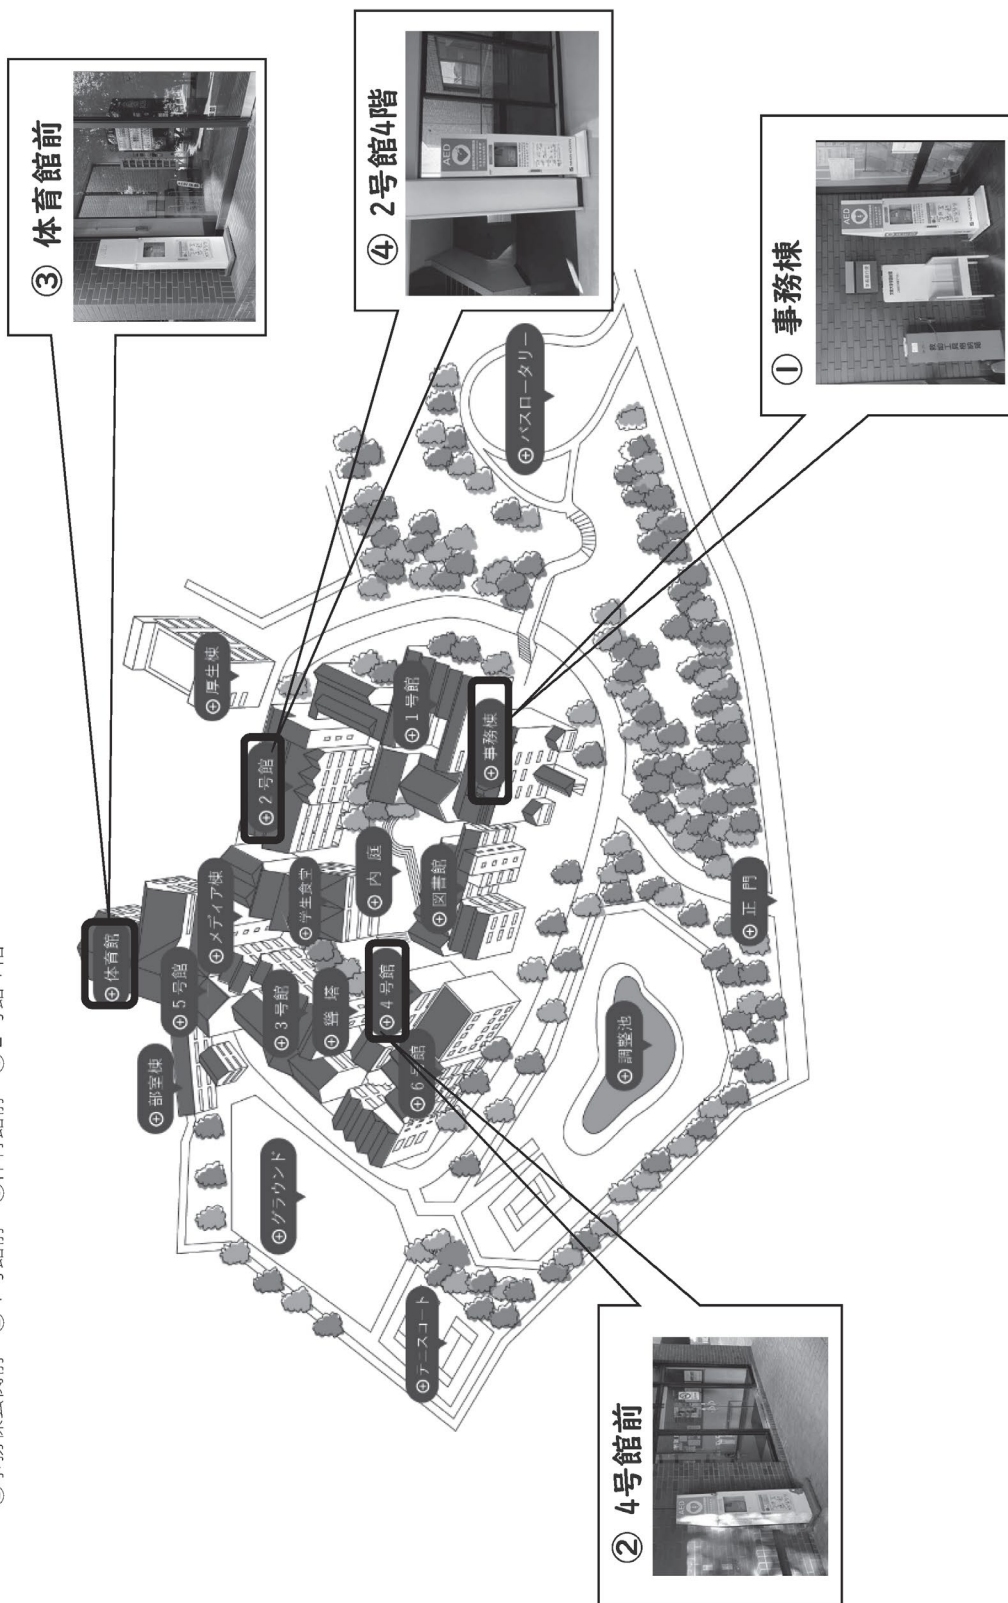 ③ 体育館前
④ 2号館4階
① 事務棟
② 4号館前
AED
AED
AED
体育館
5号館
部室棟
メディア棟
2号館
厚生棟
学生食堂
3号館
鷲塔
内 庭
1号館
4号館
6号館
図書館
事務棟
グラウンド
テニスコート
調整池
正 門
バスロータリー